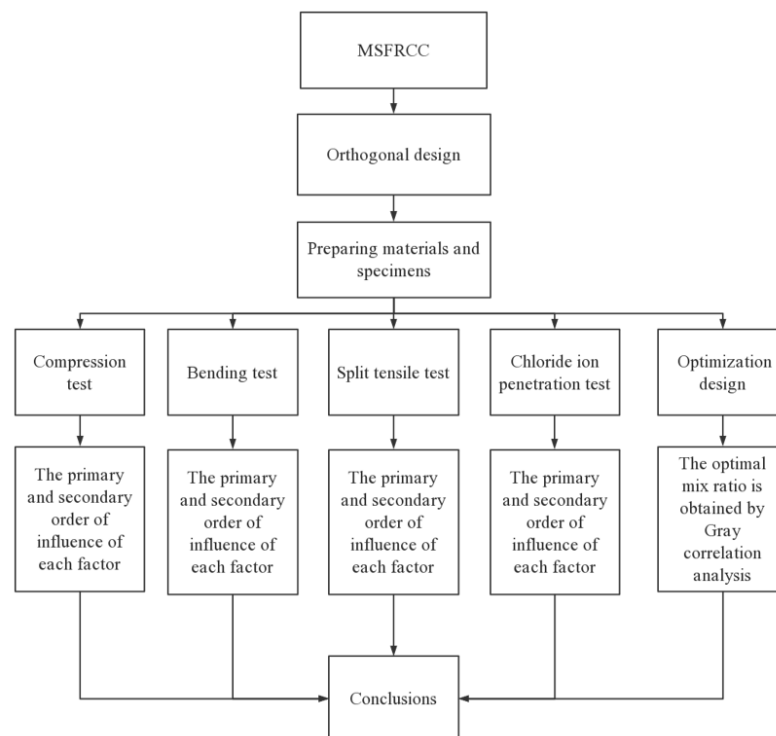 MSFRCC
Orthogonal design
Preparing materials and
specimens
Compression
test
Bending test
Split tensile test
Chloride ion
penetration test
Optimization
design
The primary
and secondary
order of
influence of
each factor
The primary
and secondary
order of
influence of
each factor
The primary
and secondary
order of
influence of
each factor
The primary
and secondary
order of
influence of
each factor
The optimal
mix ratio is
obtained by
Gray
correlation
analysis
Conclusions